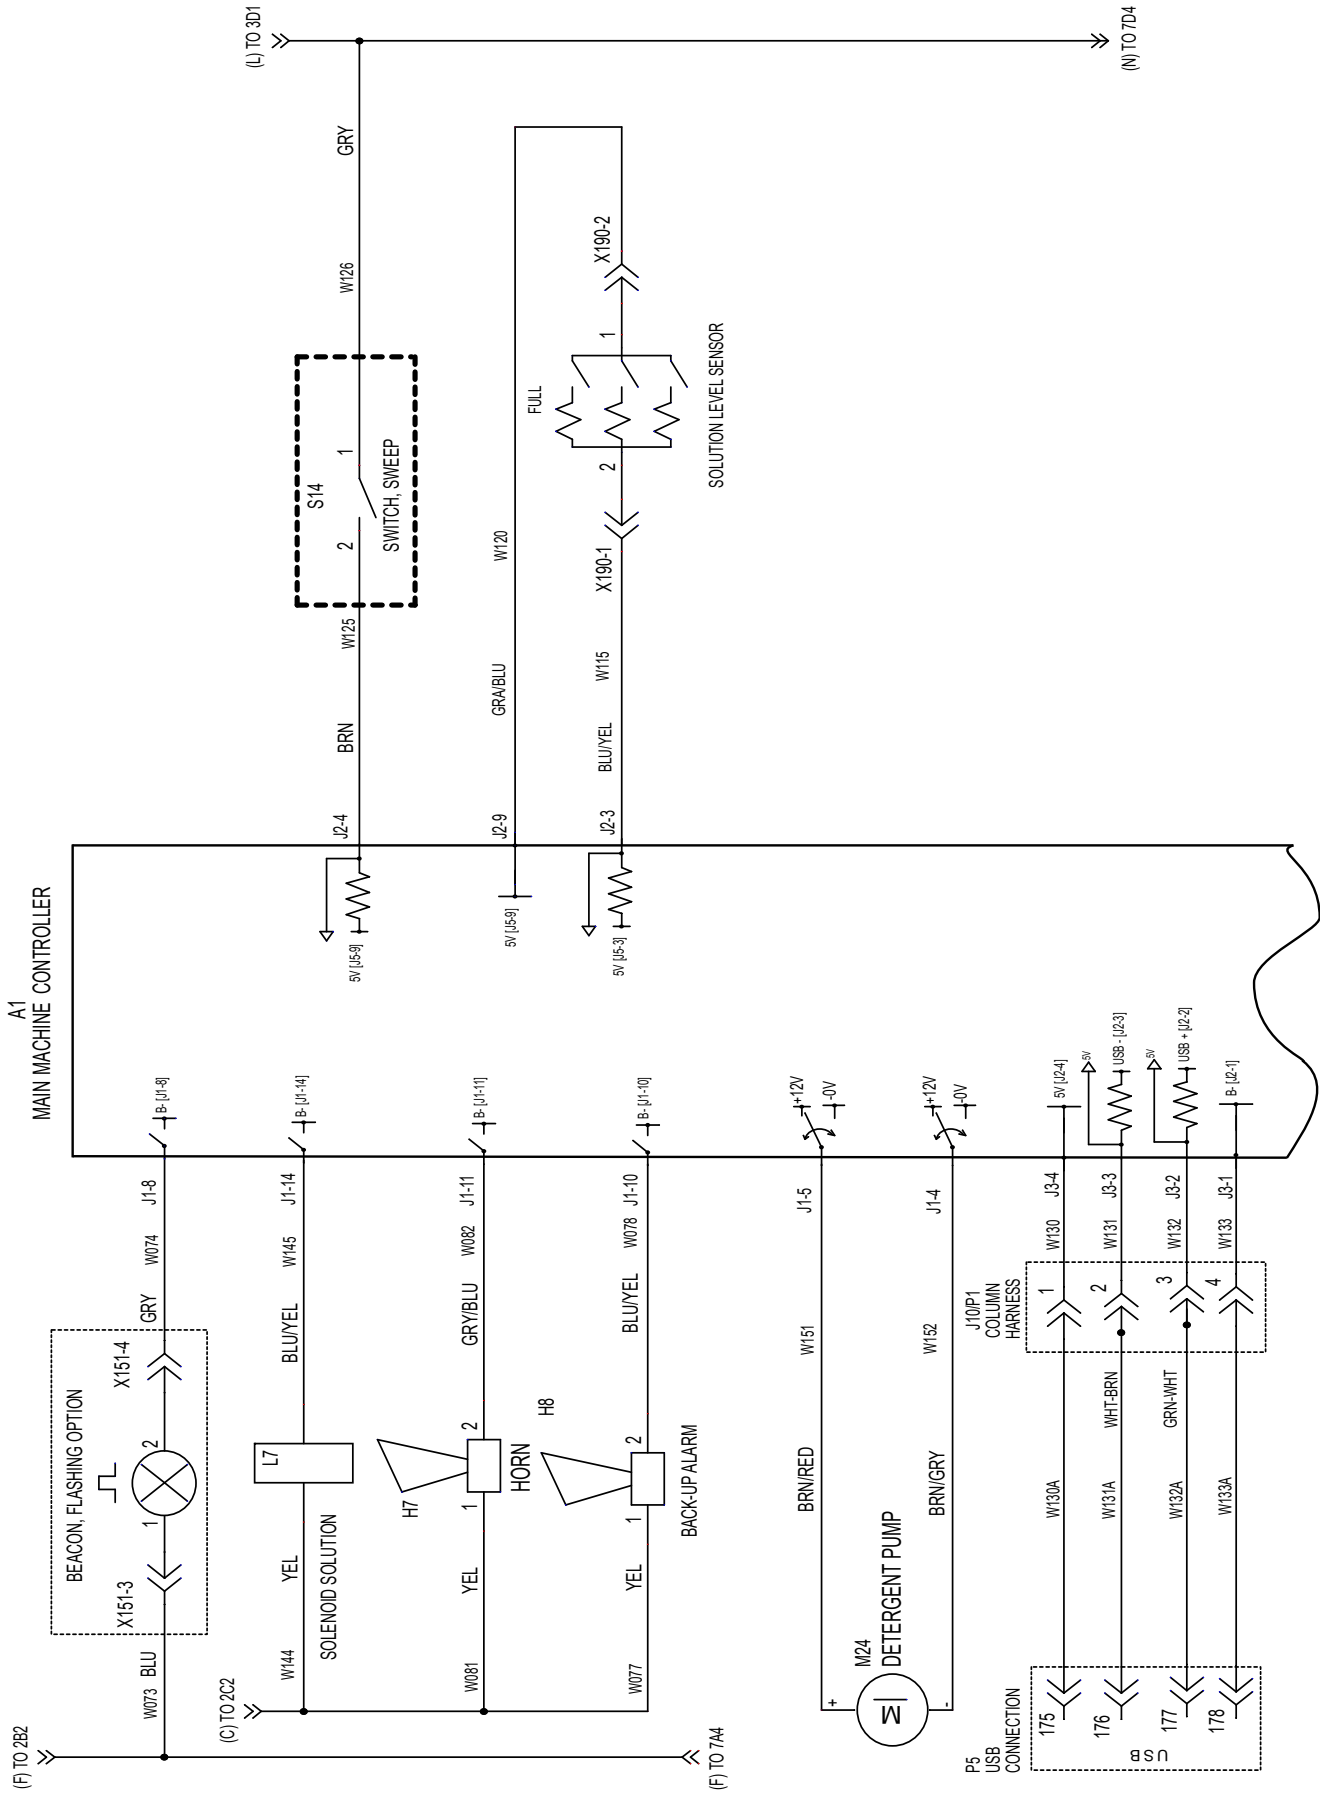 A1
MAIN MACHINE CONTROLLER
(F) TO 2B2
W073
BLU
X151-3
1
2
BEACON, FLASHING OPTION
X151-4
GRY
W074
J1-8
B- [J1-8]
(C) TO 2C2
W144
YEL
SOLENOID SOLUTION
L7
BLU/YEL
W145
J1-14
B- [J1-14]
W081
YEL
1
H7
HORN
2
GRY/BLU
W082
J1-11
B- [J1-11]
W077
YEL
1
H8
BACK-UP ALARM
2
BLU/YEL
W078
J1-10
B- [J1-10]
(F) TO 7A4
M24
DETERGENT PUMP
M
+
-
BRN/RED
W151
J1-5
+12V
-0V
BRN/GRY
W152
J1-4
+12V
-0V
P5
USB
CONNECTION
USB
175
176
177
178
W130A
W131A
W132A
W133A
WHT-BRN
GRN-WHT
J10/P1
COLUMN
HARNESS
1
2
3
4
W130
W131
W132
W133
J3-4
J3-3
J3-2
J3-1
5V [J2-4]
5V
USB - [J2-3]
5V
USB + [J2-2]
B- [J2-1]
5V [J5-9]
J2-4
BRN
W125
S14
2
1
SWITCH, SWEEP
W126
GRY
(L) TO 3D1
(N) TO 7D4
5V [J5-9]
J2-9
GRA/BLU
W120
5V [J5-3]
J2-3
BLU/YEL
W115
X190-1
2
FULL
1
X190-2
SOLUTION LEVEL SENSOR